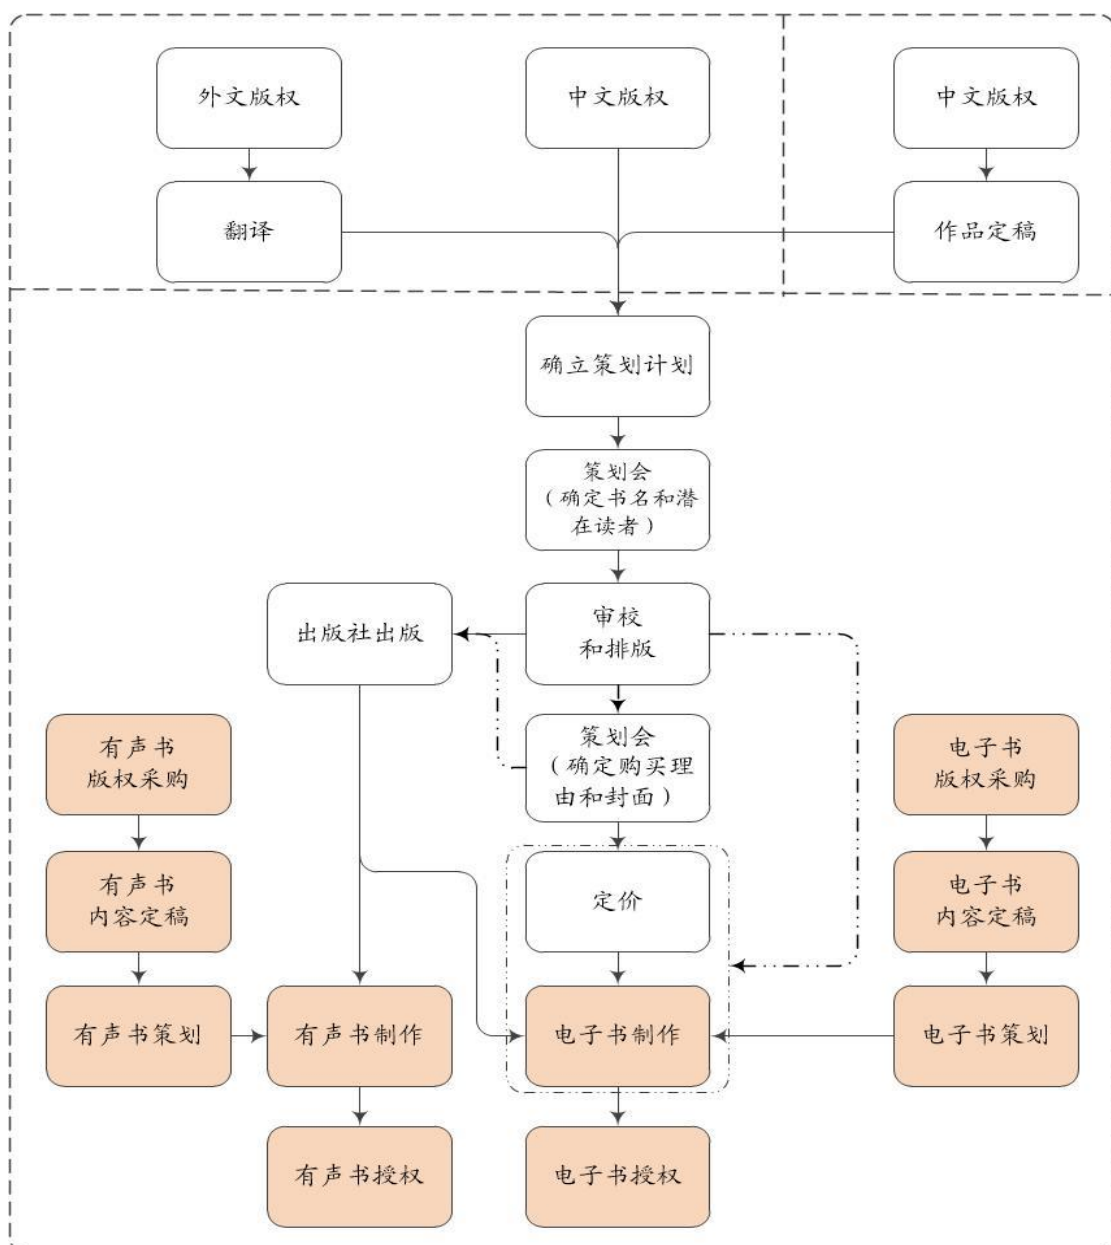 外文版权
中文版权
中文版权
翻译
作品定稿
确立策划计划
策划会
（确定书名和潜
在读者）
出版社出版
审校
和排版
有声书
版权采购
策划会
（确定购买理
由和封面）
电子书
版权采购
有声书
内容定稿
定价
电子书
内容定稿
有声书策划
有声书制作
电子书制作
电子书策划
有声书授权
电子书授权